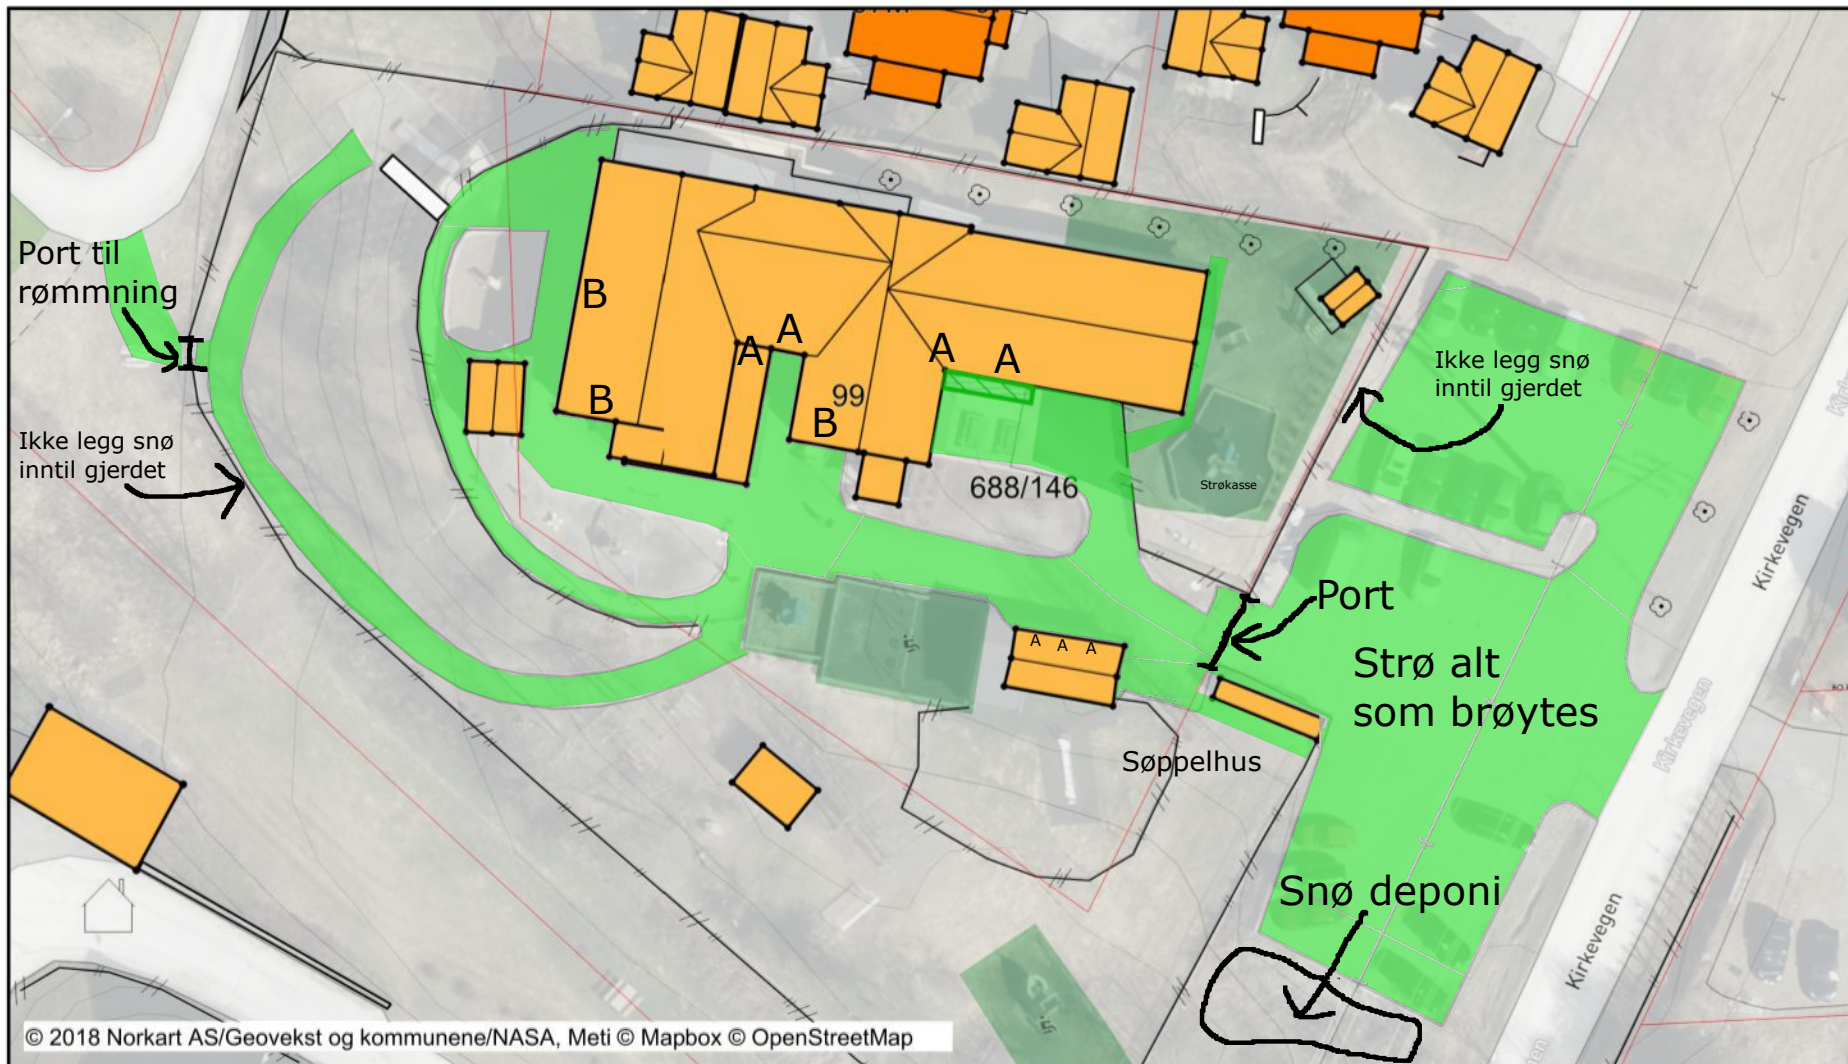 Port til
rømmning
Ikke legg snø
inntil gjerdet
B
B
A
A
A
A
B
99
688/146
Strøkasse
Ikke legg snø
inntil gjerdet
Port
A A A
Strø alt
som brøytes
Søppelhus
Snø deponi
Kirkevegen
Kirkevegen
Kirkevegen
© 2018 Norkart AS/Geovekst og kommunene/NASA, Meti © Mapbox © OpenStreetMap